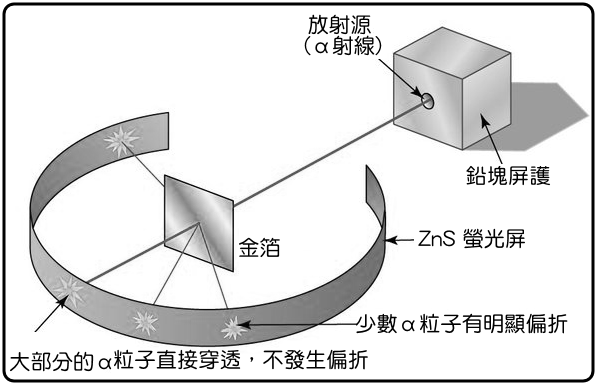 放射源
（α射線）
鉛塊屏護
金箔
ZnS 螢光屏
少數α粒子有明顯偏折
大部分的α粒子直接穿透，不發生偏折